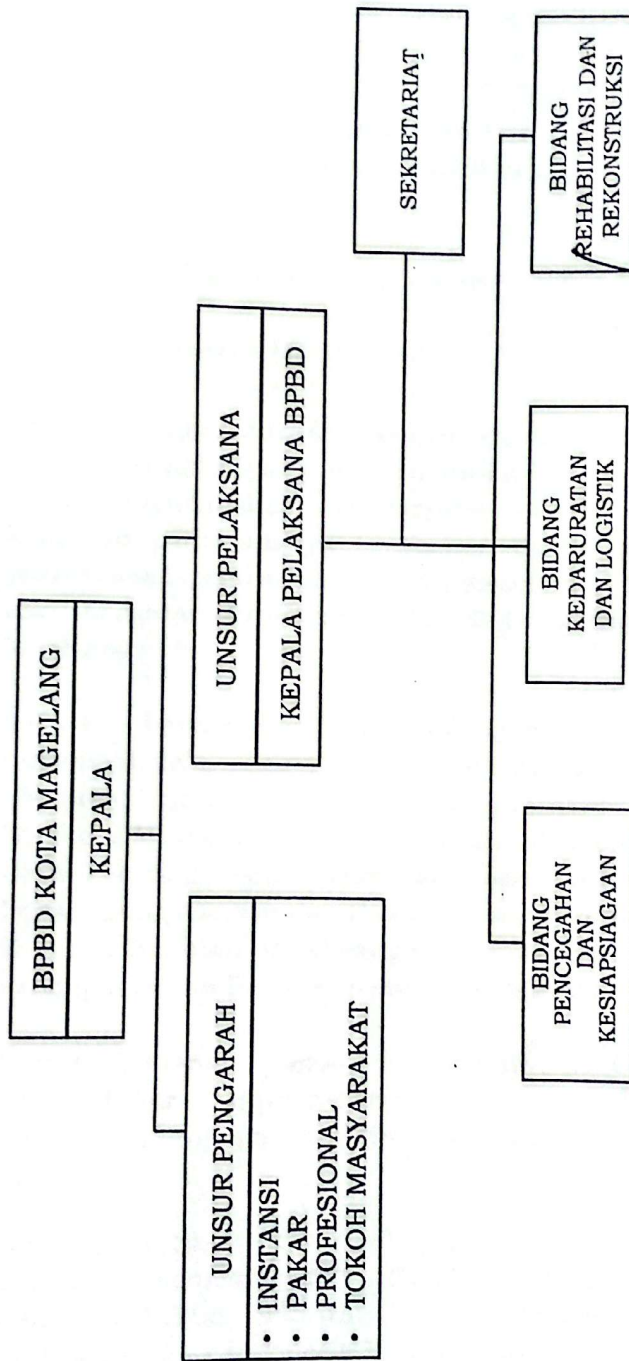 BPBD KOTA MAGELANG
KEPALA
UNSUR PENGARAH
• INSTANSI
• PAKAR
• PROFESIONAL
• TOKOH MASYARAKAT
UNSUR PELAKSANA
KEPALA PELAKSANA BPBD
SEKRETARIAT
BIDANG
PENCEGAHAN
DAN
KESIAPSIAGAAN
BIDANG
KEDARURATAN
DAN LOGISTIK
BIDANG
REHABILITASI DAN
REKONSTRUKSI